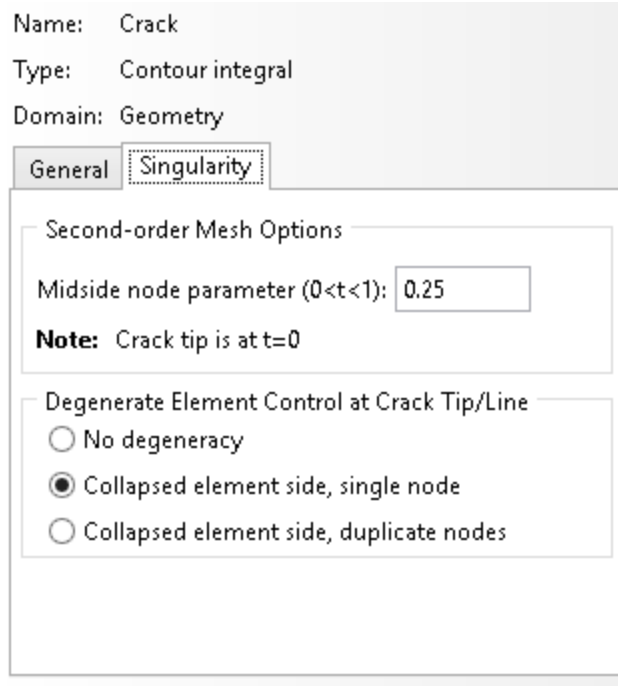 Name: Crack
Type: Contour integral
Domain: Geometry
General Singularity
Second-order Mesh Options
Midside node parameter (0<t<1): 0.25
Note: Crack tip is at t=0
Degenerate Element Control at Crack Tip/Line
No degeneracy
Collapsed element side, single node
Collapsed element side, duplicate nodes